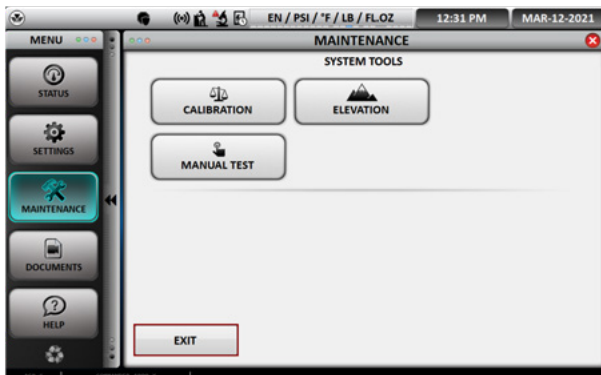 EN / PSI / °F / LB / FL.OZ
12:31 PM
MAR-12-2021
MENU
MAINTENANCE
STATUS
SETTINGS
MAINTENANCE
DOCUMENTS
HELP
SYSTEM TOOLS
CALIBRATION
ELEVATION
MANUAL TEST
EXIT